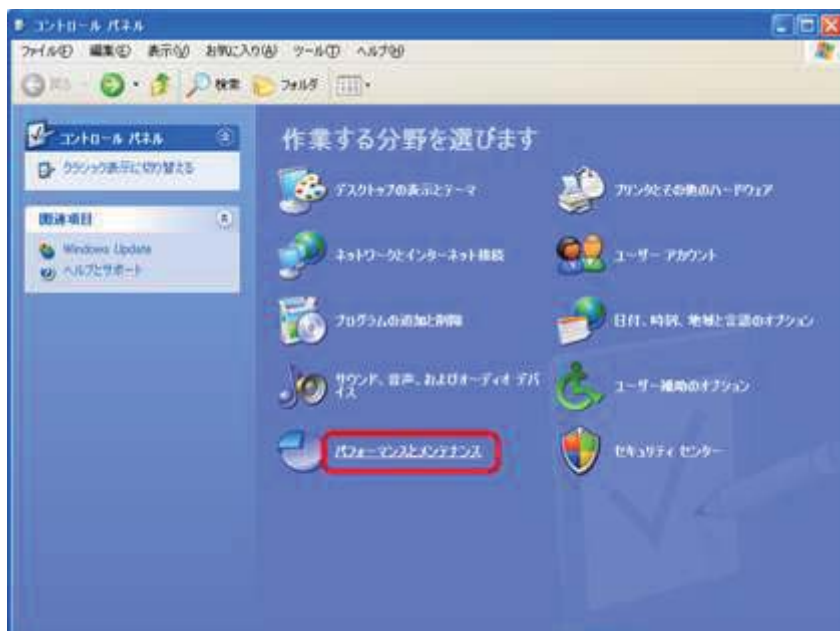 コントロール パネル
ファイル(F) 編集(E) 表示(V) お気に入り(A) ツール(T) ヘルプ(H)
戻る 検索 フォルダ
コントロール パネル
クラシック表示に切り替える
関連項目
Windows Update
ヘルプとサポート
作業する分野を選びます
デスクトップの表示とテーマ
プリンタとその他のハードウェア
ネットワークとインターネット接続
ユーザー アカウント
プログラムの追加と削除
日付、時刻、地域と言語のオプション
サウンド、音声、およびオーディオ デバ
イス
ユーザー補助のオプション
パフォーマンスとメンテナンス
セキュリティ センター